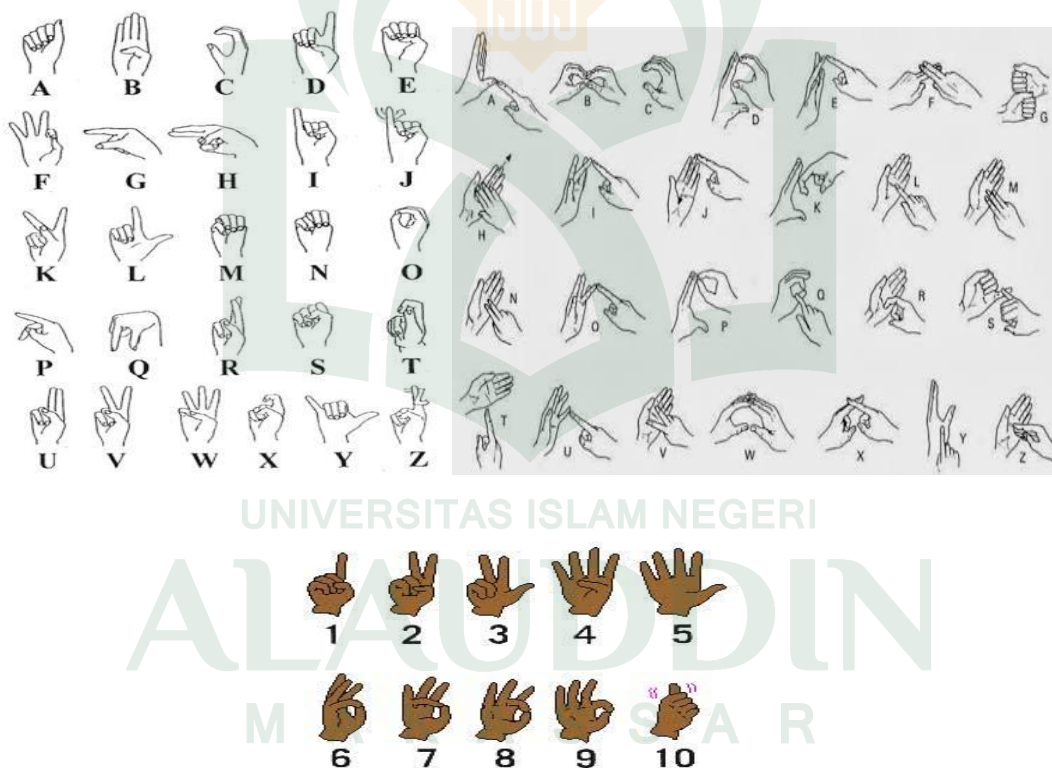 A B C D E
F G H I J
K L M N O
P Q R S T
U V W X Y Z
A B C D E F G
H I J K L M
N O P Q R S
T U V W X Y Z
UNIVERSITAS ISLAM NEGERI
ALAUDDIN
1 2 3 4 5
M A K A S S A R
6 7 8 9 10